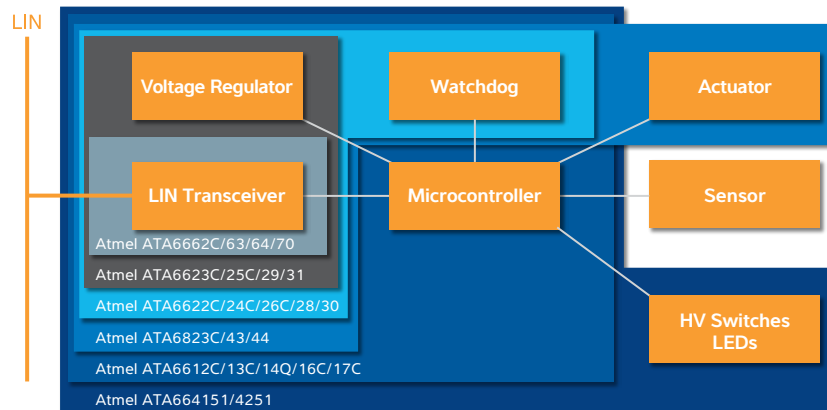 LIN
Voltage Regulator
Watchdog
Actuator
LIN Transceiver
Microcontroller
Sensor
Atmel ATA6662C/63/64/70
Atmel ATA6623C/25C/29/31
Atmel ATA6622C/24C/26C/28/30
HV Switches
LEDs
Atmel ATA6823C/43/44
Atmel ATA6612C/13C/14Q/16C/17C
Atmel ATA664151/4251